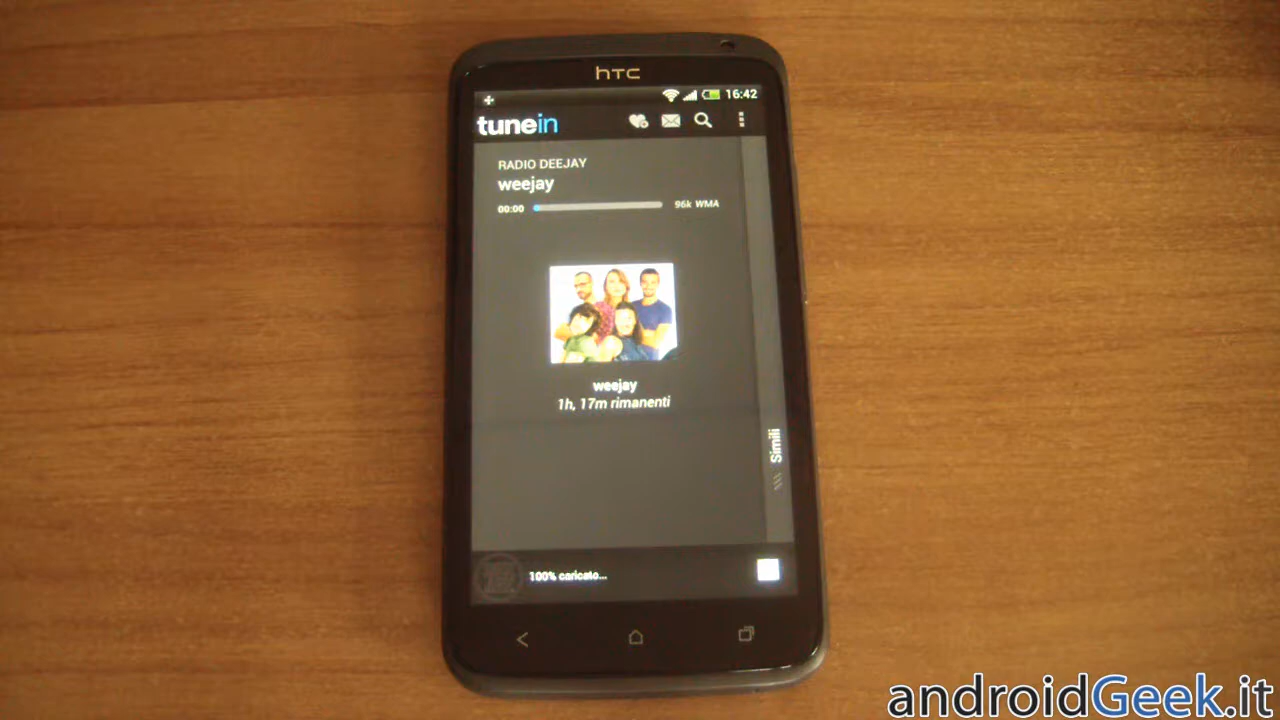 hTC
16:42
tunein
RADIO DEEJAY
weejay
00:00
96k WMA
weejay
1h, 17m rimanenti
Simili
100% caricato...
androidGeek.it